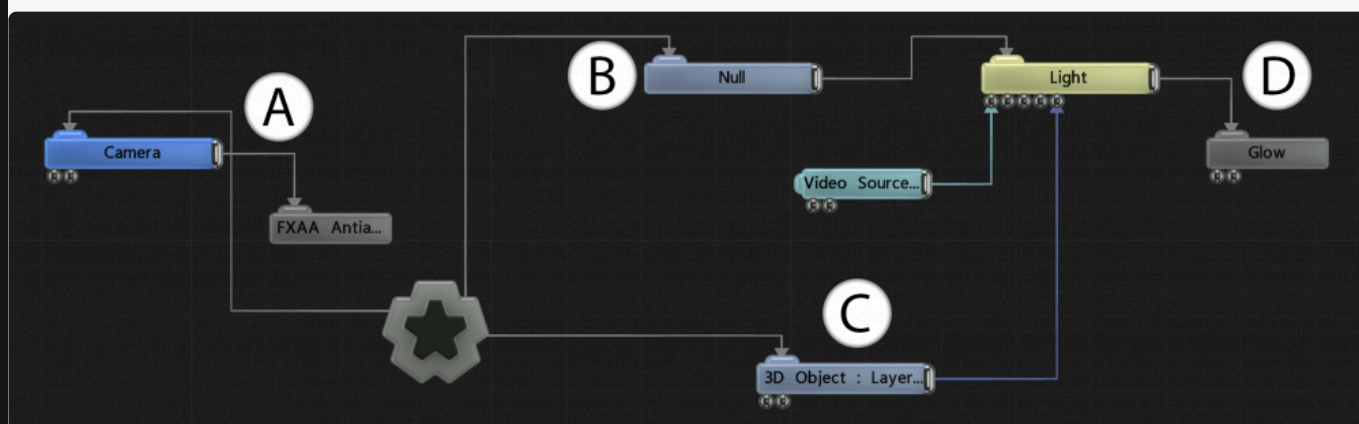 B
Null
Light
D
A
Camera
Glow
Video Source...
FXAA Antia...
C
3D Object : Layer...